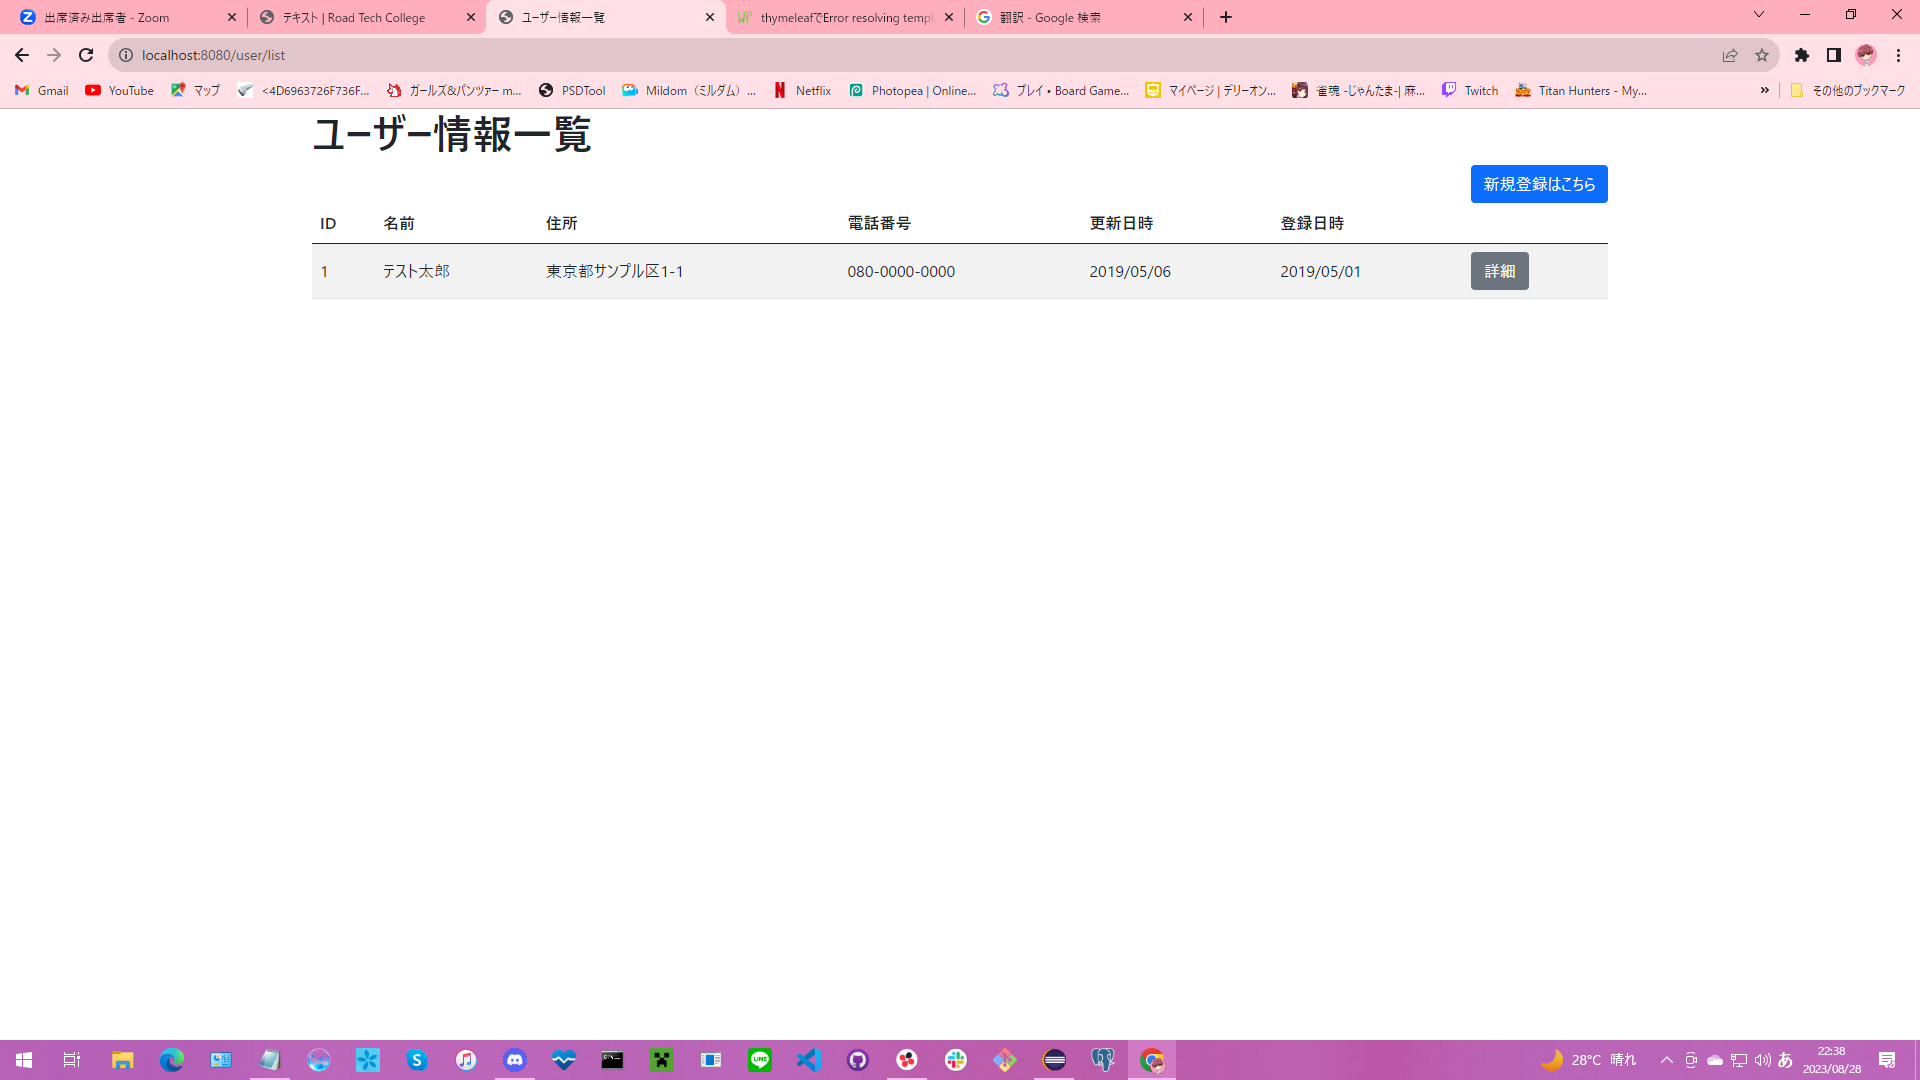 出席済み出席者 - Zoom
テキスト | Road Tech College
ユーザー情報一覧
thymeleafでError resolving templ
翻訳 - Google 検索
localhost:8080/user/list
Gmail
YouTube
マップ
<4D6963726F736F...
ガールズ&パンツァー m...
PSDTool
Mildom（ミルダム） ...
Netflix
Photopea | Online...
プレイ • Board Game...
マイページ | デリーオン...
雀魂 -じゃんたま-| 麻...
Twitch
Titan Hunters - My...
»
その他のブックマーク
ユーザー情報一覧
新規登録はこちら
ID 名前 住所 電話番号 更新日時 登録日時
1 テスト太郎 東京都サンプル区1-1 080-0000-0000 2019/05/06 2019/05/01 詳細
28°C 晴れ
あ
22:38
2023/08/28